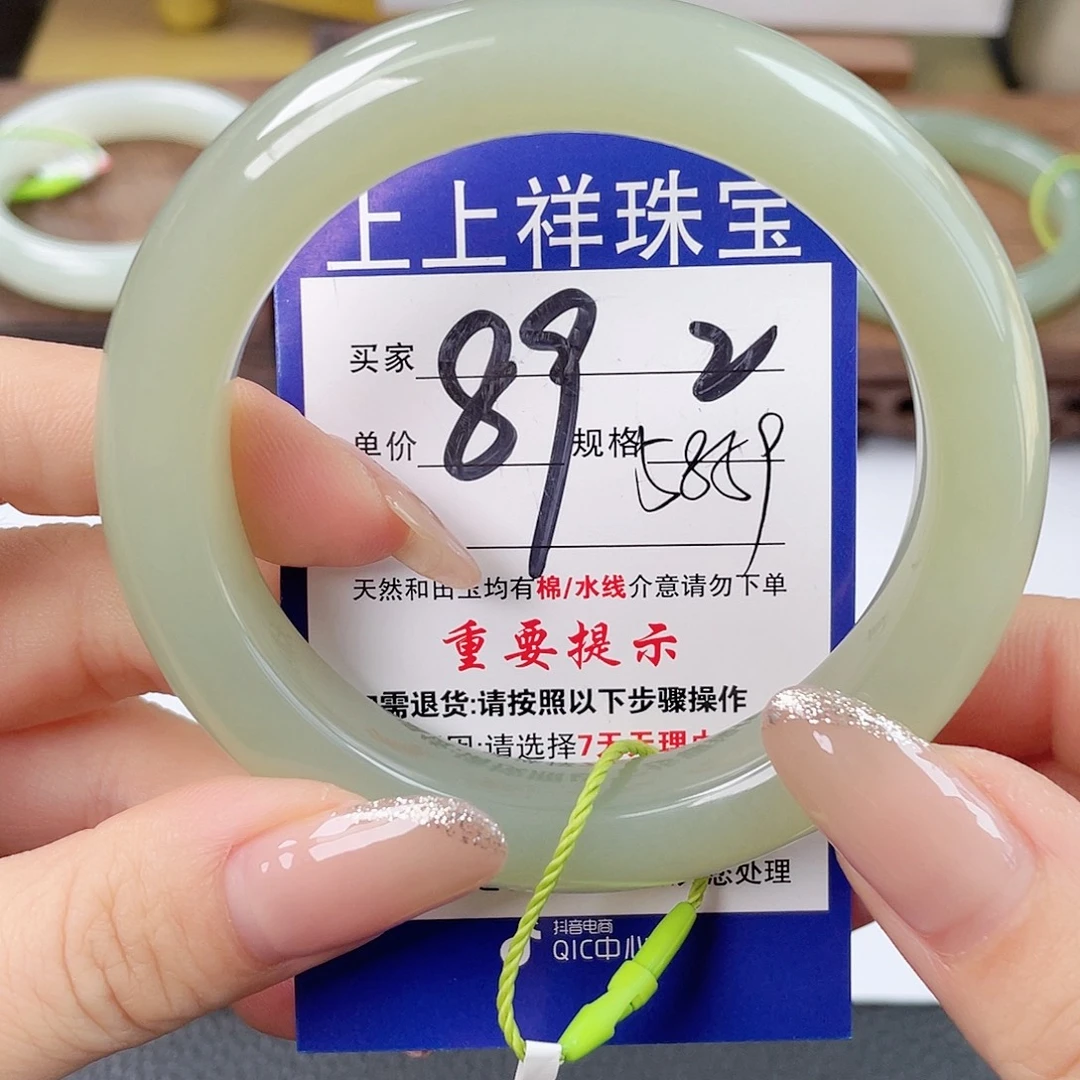 上上祥珠宝
买家 89 2
单价 规格 5859
天然和田玉均有棉/水线介意请勿下单
重要提示
需退货:请按照以下步骤操作
因:请选择7天无理由
处理
抖音电商
QIC中心